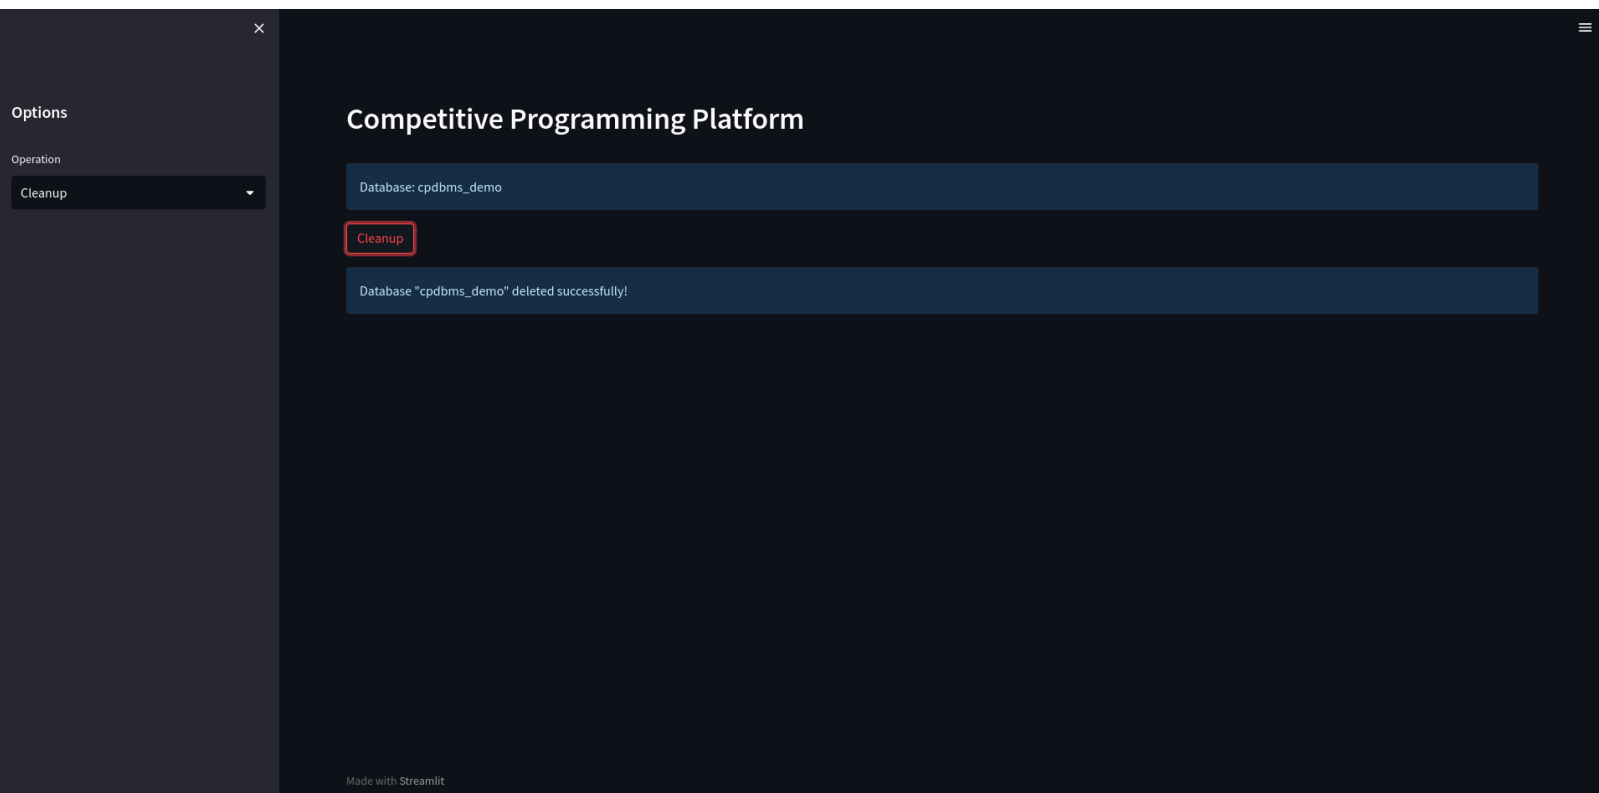 Options
Operation
Cleanup
Competitive Programming Platform
Database: cpdbms_demo
Cleanup
Database "cpdbms_demo" deleted successfully!
Made with Streamlit